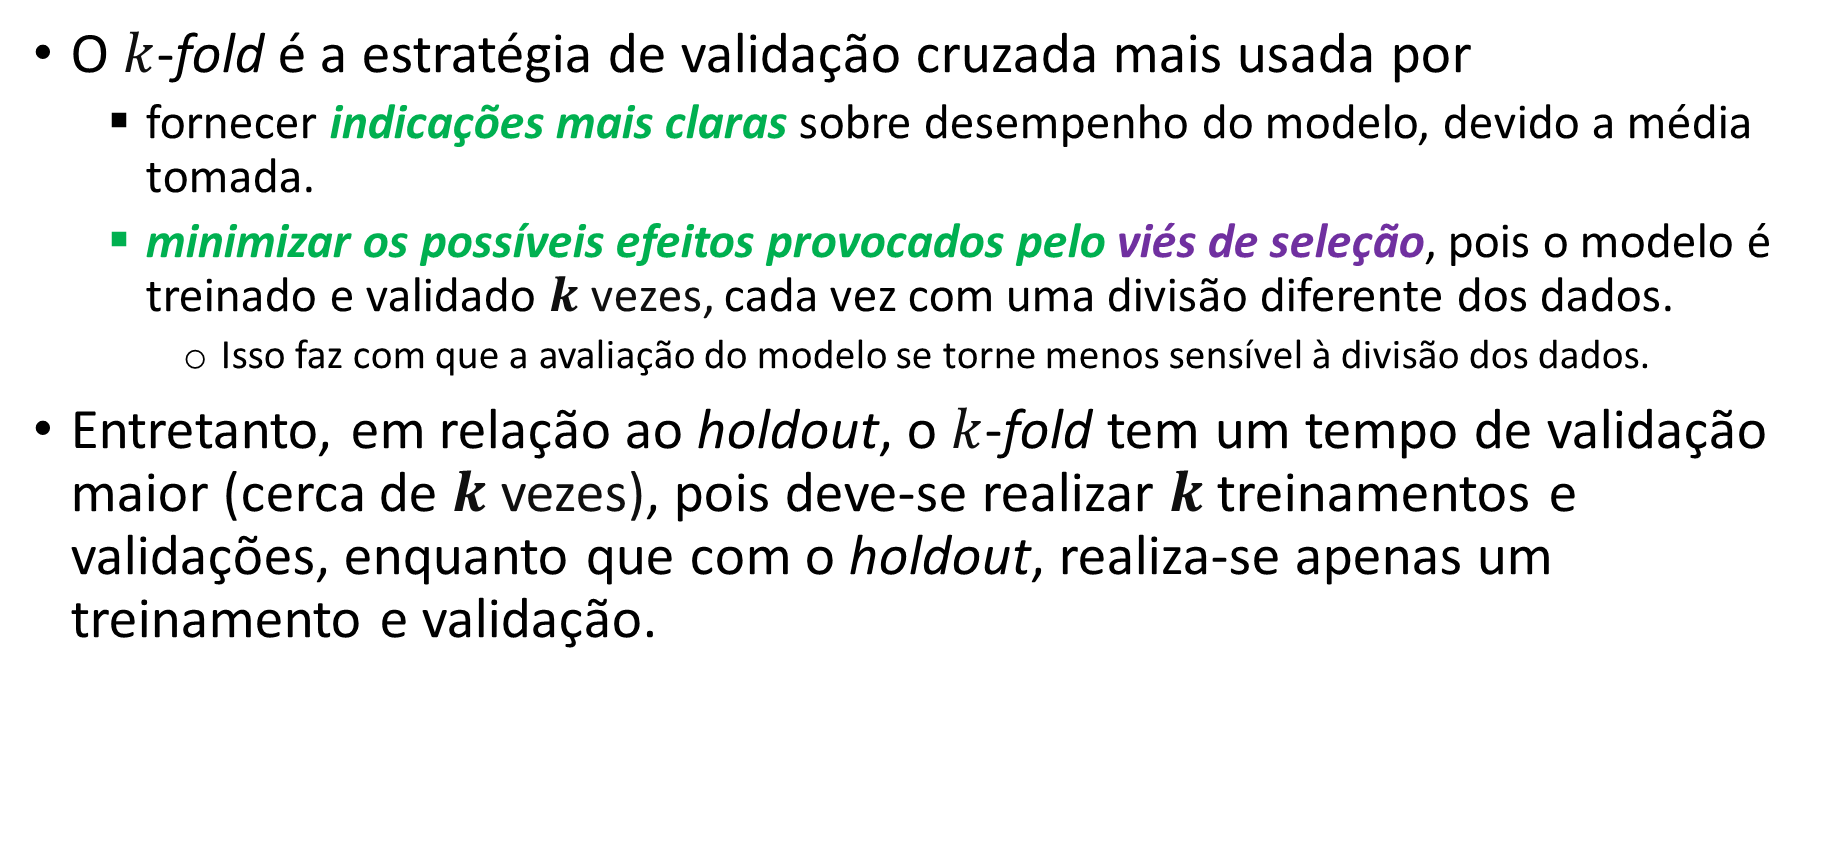 • O k-fold é a estratégia de validação cruzada mais usada por
▪ fornecer indicações mais claras sobre desempenho do modelo, devido a média
tomada.
▪ minimizar os possíveis efeitos provocados pelo viés de seleção, pois o modelo é
treinado e validado k vezes, cada vez com uma divisão diferente dos dados.
o Isso faz com que a avaliação do modelo se torne menos sensível à divisão dos dados.
• Entretanto, em relação ao holdout, o k-fold tem um tempo de validação
maior (cerca de k vezes), pois deve-se realizar k treinamentos e
validações, enquanto que com o holdout, realiza-se apenas um
treinamento e validação.